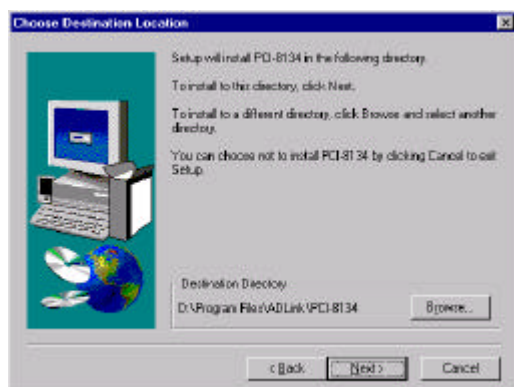 Choose Destination Location
Setup will install PCI-8134 in the following directory.
To install to this directory, click Next.
To install to a different directory, click Browse and select another
directory.
You can choose not to install PCI-8134 by clicking Cancel to exit
Setup.
Destination Directory
D:\Program Files\ADLink\PCI-8134
Browse...
< Back
Next >
Cancel